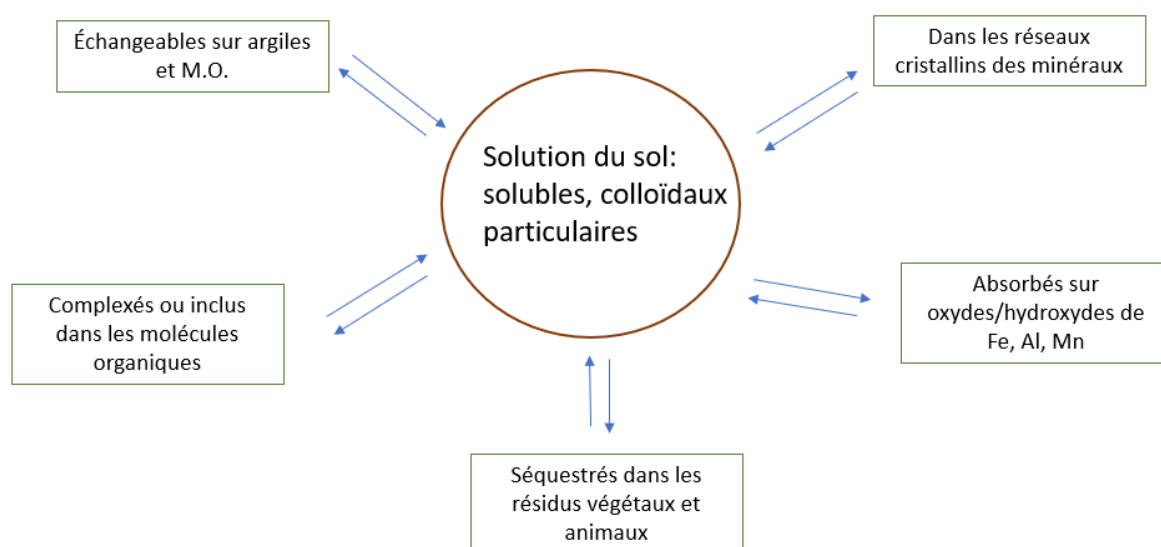 Échangeables sur argiles
et M.O.
Dans les réseaux
cristallins des minéraux
Solution du sol:
solubles, colloïdaux
particulaires
Complexés ou inclus
dans les molécules
organiques
Absorbés sur
oxydes/hydroxydes de
Fe, Al, Mn
Séquestrés dans les
résidus végétaux et
animaux